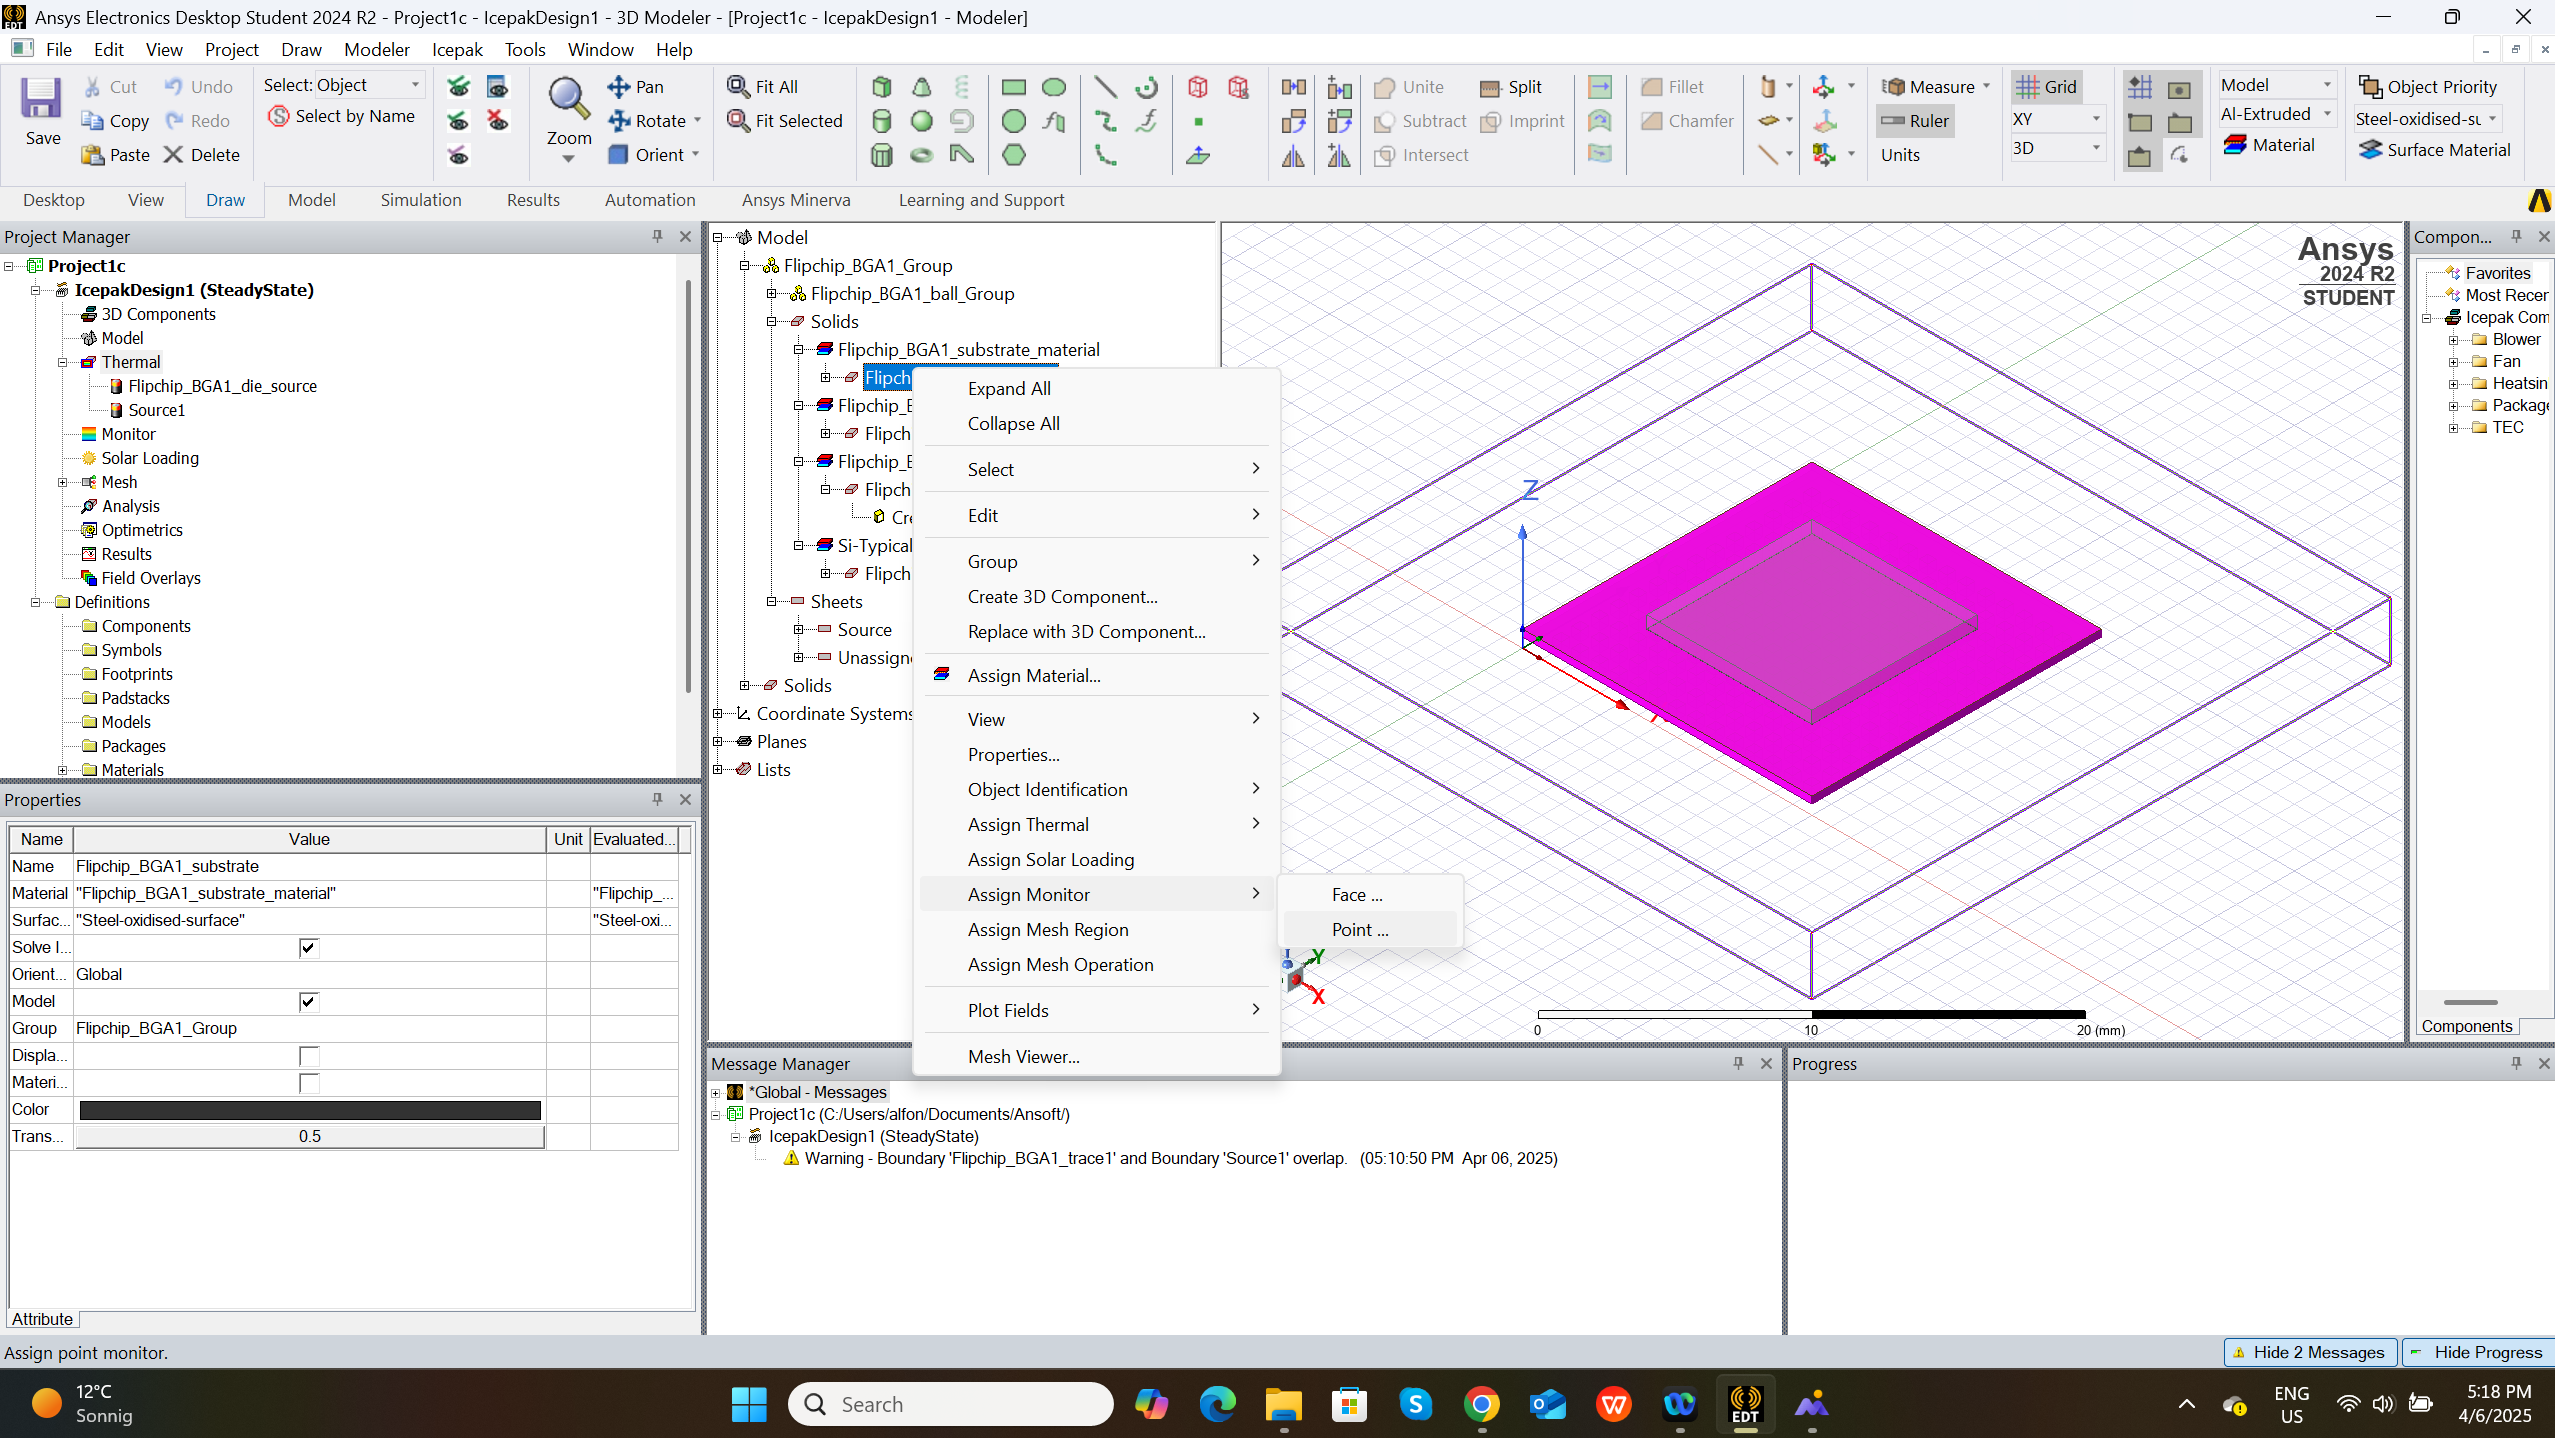 Ansys Electronics Desktop Student 2024 R2 - Project1c - IcepakDesign1 - 3D Modeler - [Project1c - IcepakDesign1 - Modeler]
File Edit View Project Draw Modeler Icepak Tools Window Help
Save
Cut
Copy
Paste
Undo
Redo
Delete
Select: Object
Select by Name
Zoom
Pan
Rotate
Orient
Fit All
Fit Selected
Unite
Subtract
Intersect
Split
Imprint
Fillet
Chamfer
Measure
Ruler
Units
Grid
XY
3D
Model
Al-Extruded
Material
Object Priority
Steel-oxidised-su
Surface Material
Desktop View Draw Model Simulation Results Automation Ansys Minerva Learning and Support
Project Manager
Project1c
IcepakDesign1 (SteadyState)
3D Components
Model
Thermal
Flipchip_BGA1_die_source
Source1
Monitor
Solar Loading
Mesh
Analysis
Optimetrics
Results
Field Overlays
Definitions
Components
Symbols
Footprints
Padstacks
Models
Packages
Materials
Model
Flipchip_BGA1_Group
Flipchip_BGA1_ball_Group
Solids
Flipchip_BGA1_substrate_material
Flipch
Flipchip_B
Flipch
Flipchip_B
Flipch
Cre
Si-Typical
Flipch
Sheets
Source
Unassigne
Solids
Coordinate Systems
Planes
Lists
Expand All
Collapse All
Select
Edit
Group
Create 3D Component...
Replace with 3D Component...
Assign Material...
View
Properties...
Object Identification
Assign Thermal
Assign Solar Loading
Assign Monitor
Assign Mesh Region
Assign Mesh Operation
Plot Fields
Mesh Viewer...
Face ...
Point ...
Ansys
2024 R2
STUDENT
Z
Y
X
0 10 20 (mm)
Compon...
Favorites
Most Recen
Icepak Com
Blower
Fan
Heatsin
Package
TEC
Components
Properties
Name Value Unit Evaluated...
Name Flipchip_BGA1_substrate
Material "Flipchip_BGA1_substrate_material" "Flipchip_...
Surfac... "Steel-oxidised-surface" "Steel-oxi...
Solve I...
Orient... Global
Model
Group Flipchip_BGA1_Group
Displa...
Materi...
Color
Trans... 0.5
Attribute
Message Manager
*Global - Messages
Project1c (C:/Users/alfon/Documents/Ansoft/)
IcepakDesign1 (SteadyState)
Warning - Boundary 'Flipchip_BGA1_trace1' and Boundary 'Source1' overlap. (05:10:50 PM Apr 06, 2025)
Progress
Assign point monitor.
Hide 2 Messages
Hide Progress
12°C
Sonnig
Search
EDT
ENG
US
5:18 PM
4/6/2025